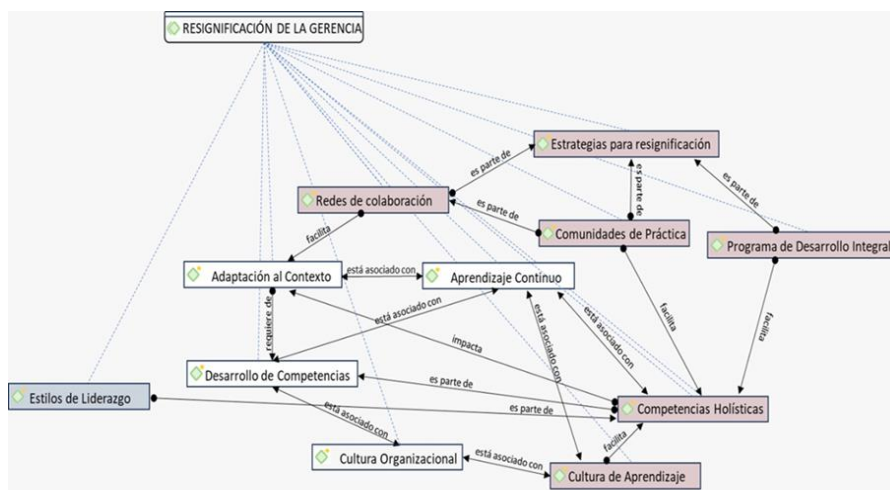 RESIGNIFICACIÓN DE LA GERENCIA
Estrategias para resignificación
es parte de
es parte de
es parte de
Redes de colaboración
es parte de
Comunidades de Práctica
Programa de Desarrollo Integral
facilita
Adaptación al Contexto
está asociado con
Aprendizaje Continuo
requiere de
está asociado con
está asociado con
está asociado con
facilita
facilita
impacta
Desarrollo de Competencias
es parte de
Estilos de Liderazgo
es parte de
Competencias Holísticas
está asociado con
facilita
Cultura Organizacional
está asociado con
Cultura de Aprendizaje